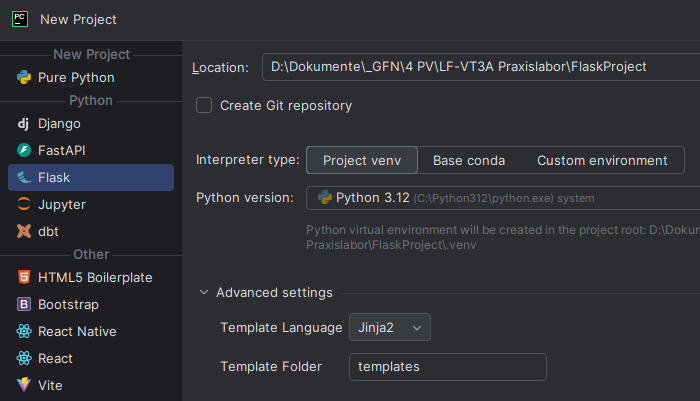 PC New Project
New Project
Pure Python
Python
dj Django
FastAPI
Flask
Jupyter
dbt
Other
5 HTML5 Boilerplate
B Bootstrap
React Native
React
Vite
Location: D:\Dokumente\_GFN\4 PV\LF-VT3A Praxislabor\FlaskProject
Create Git repository
Interpreter type: Project venv Base conda Custom environment
Python version: Python 3.12 (C:\Python312\python.exe) system
Python virtual environment will be created in the project root: D:\Dokun
Praxislabor\FlaskProject\.venv
Advanced settings
Template Language Jinja2
Template Folder templates